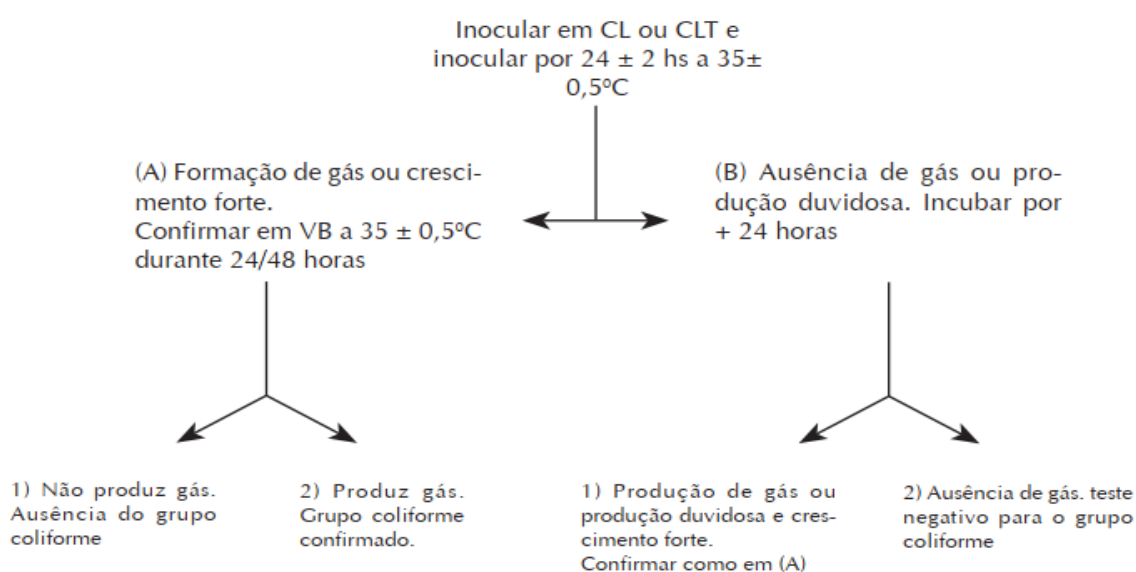 Inocular em CL ou CLT e
inocular por 24 ± 2 hs a 35±
0,5ºC
(A) Formação de gás ou cresci-
mento forte.
Confirmar em VB a 35 ± 0,5ºC
durante 24/48 horas
(B) Ausência de gás ou pro-
dução duvidosa. Incubar por
+ 24 horas
1) Não produz gás.
Ausência do grupo
coliforme
2) Produz gás.
Grupo coliforme
confirmado.
1) Produção de gás ou
produção duvidosa e cres-
cimento forte.
Confirmar como em (A)
2) Ausência de gás. teste
negativo para o grupo
coliforme